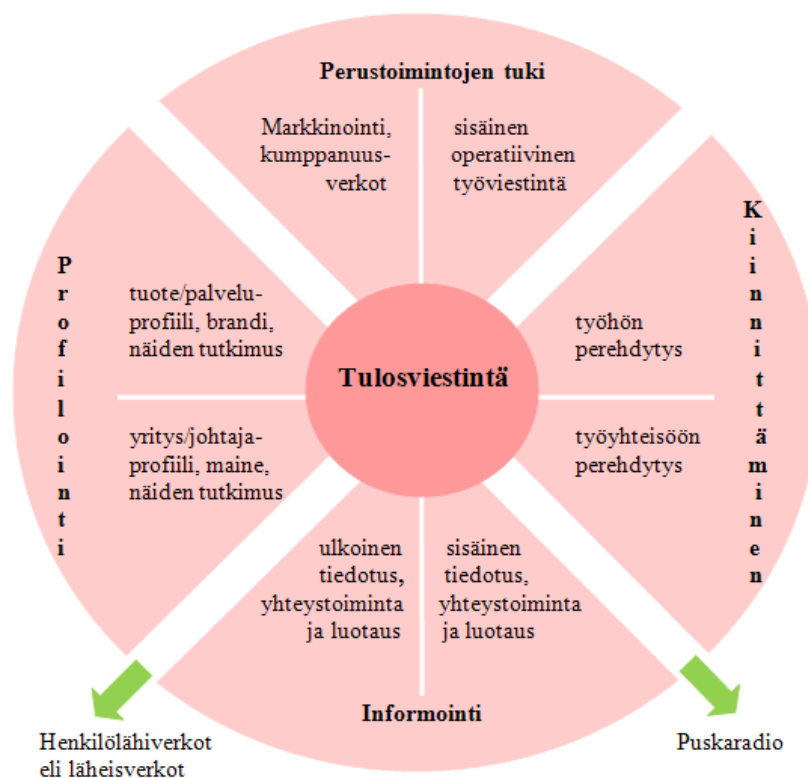 Perustoimintojen tuki
Markkinointi,
kumppanuus-
verkot
sisäinen
operatiivinen
työviestintä
Profilointi
tuote/palvelu-
profiili, brandi,
näiden tutkimus
yritys/johtaja-
profiili, maine,
näiden tutkimus
Tulosviestintä
Kiinnittäminen
työhön
perehdytys
työyhteisöön
perehdytys
ulkoinen
tiedotus,
yhteystoiminta
ja luotaus
sisäinen
tiedotus,
yhteystoiminta
ja luotaus
Informointi
Henkilölähiverkot
eli läheisverkot
Puskaradio